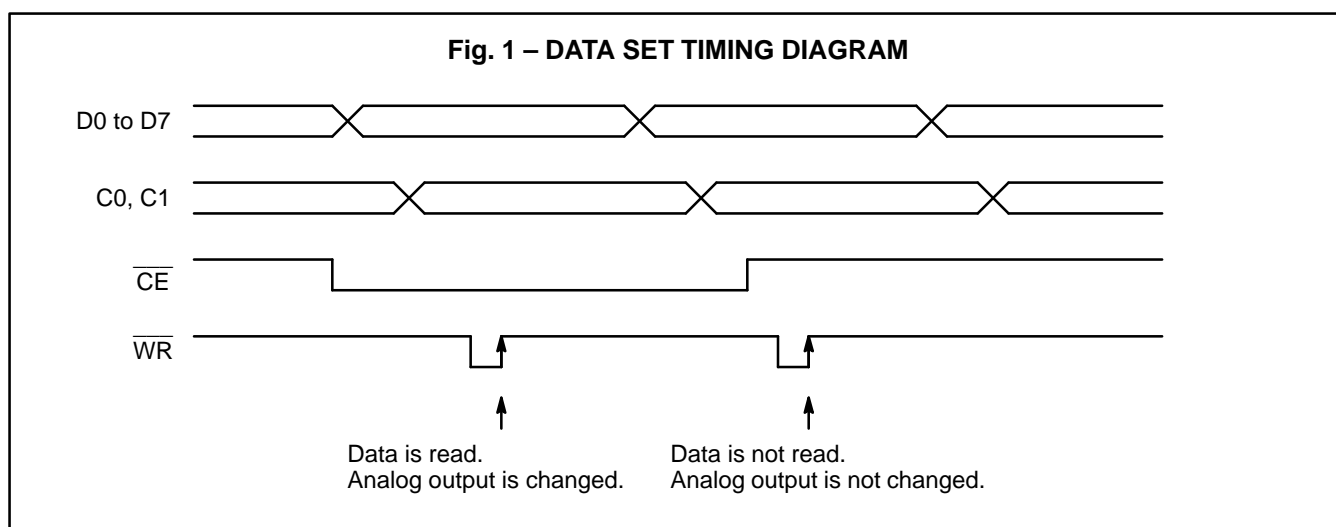 Fig. 1 – DATA SET TIMING DIAGRAM
D0 to D7
C0, C1
CE
WR
Data is read.
Analog output is changed.
Data is not read.
Analog output is not changed.